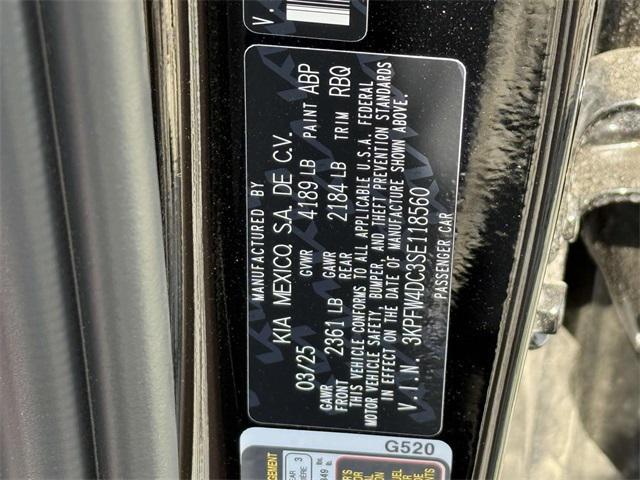 V.
MANUFACTURED BY
KIA MEXICO, S.A. DE C.V.
03/25 GVWR 4189 LB PAINT ABP
GAWR FRONT 2361 LB GAWR REAR 2184 LB TRIM RBQ
THIS VEHICLE CONFORMS TO ALL APPLICABLE U.S.A. FEDERAL
MOTOR VEHICLE SAFETY, BUMPER, AND THEFT PREVENTION STANDARDS
IN EFFECT ON THE DATE OF MANUFACTURE SHOWN ABOVE.
V.I.N. 3KPFW4DC3SE118560
PASSENGER CAR
G520